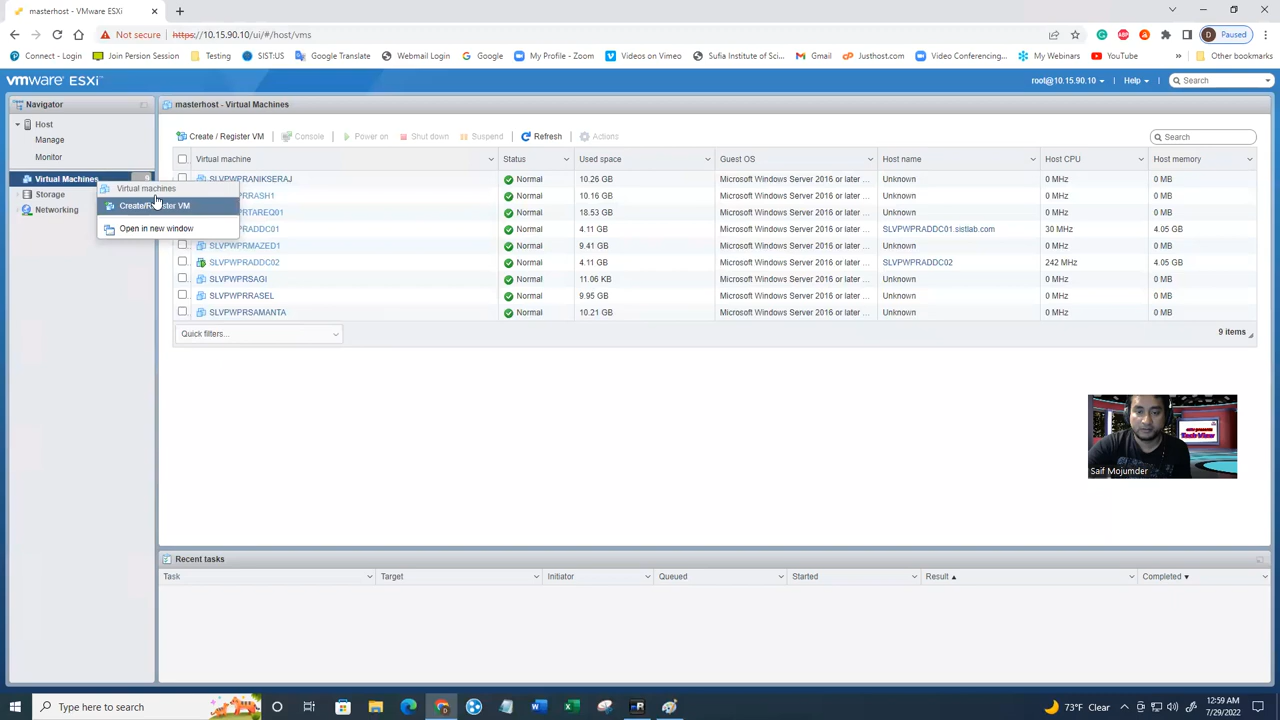 masterhost - VMware ESXi
Not secure https://10.15.90.10/ui/#/host/vms
Paused
Connect - Login Join Persion Session Testing SIST:US Google Translate Webmail Login Google My Profile - Zoom Videos on Vimeo Sufia Institute of Sci... Gmail Justhost.com Video Conferencing... My Webinars YouTube » Other bookmarks
vmware ESXi
root@10.15.90.10 Help Search
Navigator
masterhost - Virtual Machines
Host
Manage
Monitor
Virtual Machines 9
Storage
Networking
Virtual machines
Create/Register VM
Open in new window
Create / Register VM Console Power on Shut down Suspend Refresh Actions Search
Virtual machine Status Used space Guest OS Host name Host CPU Host memory
SLVPWPRANIKSERAJ Normal 10.26 GB Microsoft Windows Server 2016 or later ... Unknown 0 MHz 0 MB
PRRASH1 Normal 10.16 GB Microsoft Windows Server 2016 or later ... Unknown 0 MHz 0 MB
PRTAREQ01 Normal 18.53 GB Microsoft Windows Server 2016 or later ... Unknown 0 MHz 0 MB
PRADDC01 Normal 4.11 GB Microsoft Windows Server 2016 or later ... SLVPWPRADDC01.sistlab.com 30 MHz 4.05 GB
SLVPWPRMAZED1 Normal 9.41 GB Microsoft Windows Server 2016 or later ... Unknown 0 MHz 0 MB
SLVPWPRADDC02 Normal 4.11 GB Microsoft Windows Server 2016 or later ... SLVPWPRADDC02 242 MHz 4.05 GB
SLVPWPRSAGI Normal 11.06 KB Microsoft Windows Server 2016 or later ... Unknown 0 MHz 0 MB
SLVPWPRRASEL Normal 9.95 GB Microsoft Windows Server 2016 or later ... Unknown 0 MHz 0 MB
SLVPWPRSAMANTA Normal 10.21 GB Microsoft Windows Server 2016 or later ... Unknown 0 MHz 0 MB
Quick filters... 9 items
Tech View
Saif Mojumder
Recent tasks
Task Target Initiator Queued Started Result ▲ Completed ▼
Type here to search
73°F Clear
12:59 AM
7/29/2022